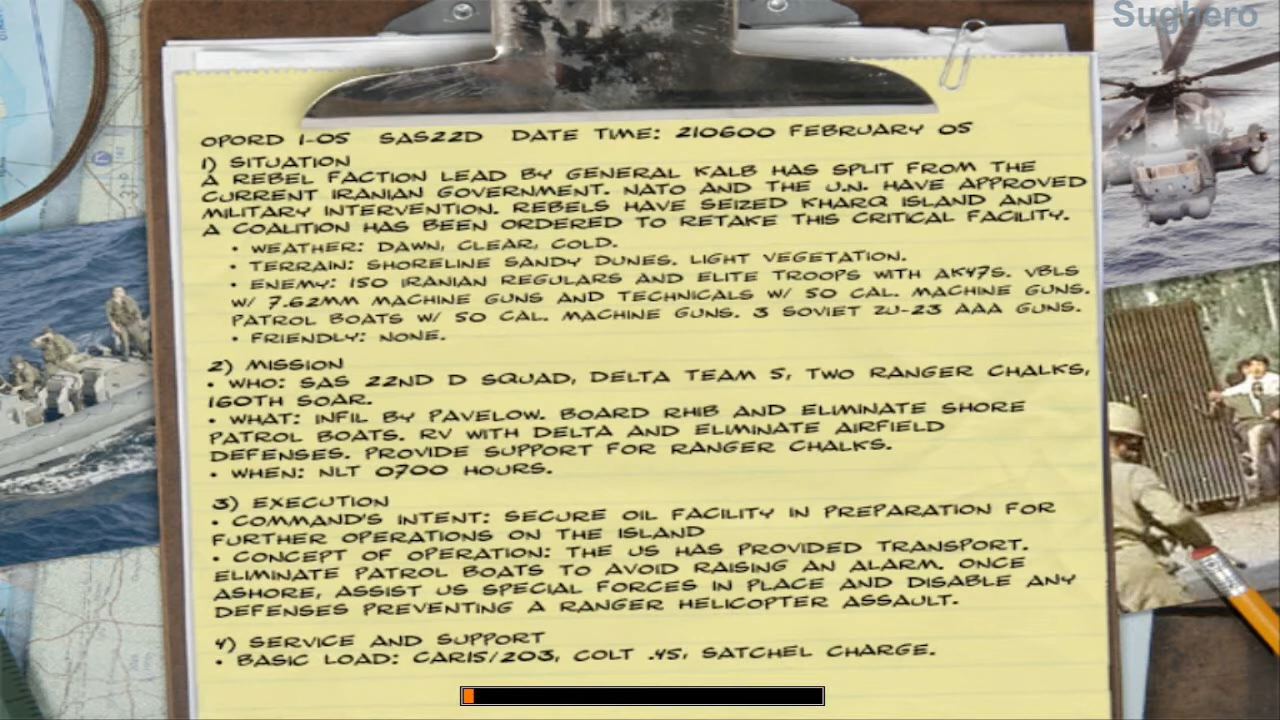 Sughero
OPORD 1-05 SAS22D DATE TIME: 210600 FEBRUARY 05
1) SITUATION
A REBEL FACTION LEAD BY GENERAL KALB HAS SPLIT FROM THE
CURRENT IRANIAN GOVERNMENT. NATO AND THE U.N. HAVE APPROVED
MILITARY INTERVENTION. REBELS HAVE SEIZED KHARQ ISLAND AND
A COALITION HAS BEEN ORDERED TO RETAKE THIS CRITICAL FACILITY.
• WEATHER: DAWN, CLEAR, COLD.
• TERRAIN: SHORELINE SANDY DUNES. LIGHT VEGETATION.
• ENEMY: 150 IRANIAN REGULARS AND ELITE TROOPS WITH AK47S. VBLS
W/ 7.62MM MACHINE GUNS AND TECHNICALS W/ 50 CAL. MACHINE GUNS.
PATROL BOATS W/ 50 CAL. MACHINE GUNS. 3 SOVIET ZU-23 AAA GUNS.
• FRIENDLY: NONE.
2) MISSION
• WHO: SAS 22ND D SQUAD, DELTA TEAM 5, TWO RANGER CHALKS,
160TH SOAR.
• WHAT: INFIL BY PAVELOW. BOARD RHIB AND ELIMINATE SHORE
PATROL BOATS. RV WITH DELTA AND ELIMINATE AIRFIELD
DEFENSES. PROVIDE SUPPORT FOR RANGER CHALKS.
• WHEN: NLT 0700 HOURS.
3) EXECUTION
• COMMAND'S INTENT: SECURE OIL FACILITY IN PREPARATION FOR
FURTHER OPERATIONS ON THE ISLAND
• CONCEPT OF OPERATION: THE US HAS PROVIDED TRANSPORT.
ELIMINATE PATROL BOATS TO AVOID RAISING AN ALARM. ONCE
ASHORE, ASSIST US SPECIAL FORCES IN PLACE AND DISABLE ANY
DEFENSES PREVENTING A RANGER HELICOPTER ASSAULT.
4) SERVICE AND SUPPORT
• BASIC LOAD: CAR15/203, COLT .45, SATCHEL CHARGE.